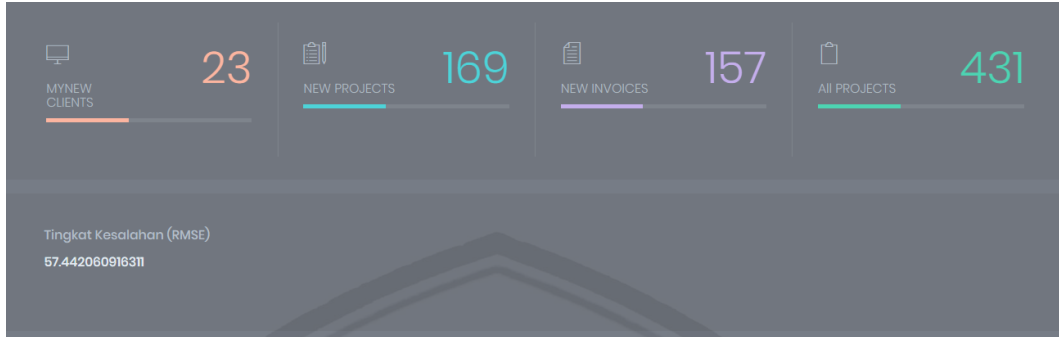 23
MYNEW
CLIENTS
169
NEW PROJECTS
157
NEW INVOICES
431
All PROJECTS
Tingkat Kesalahan (RMSE)
57.442060916311